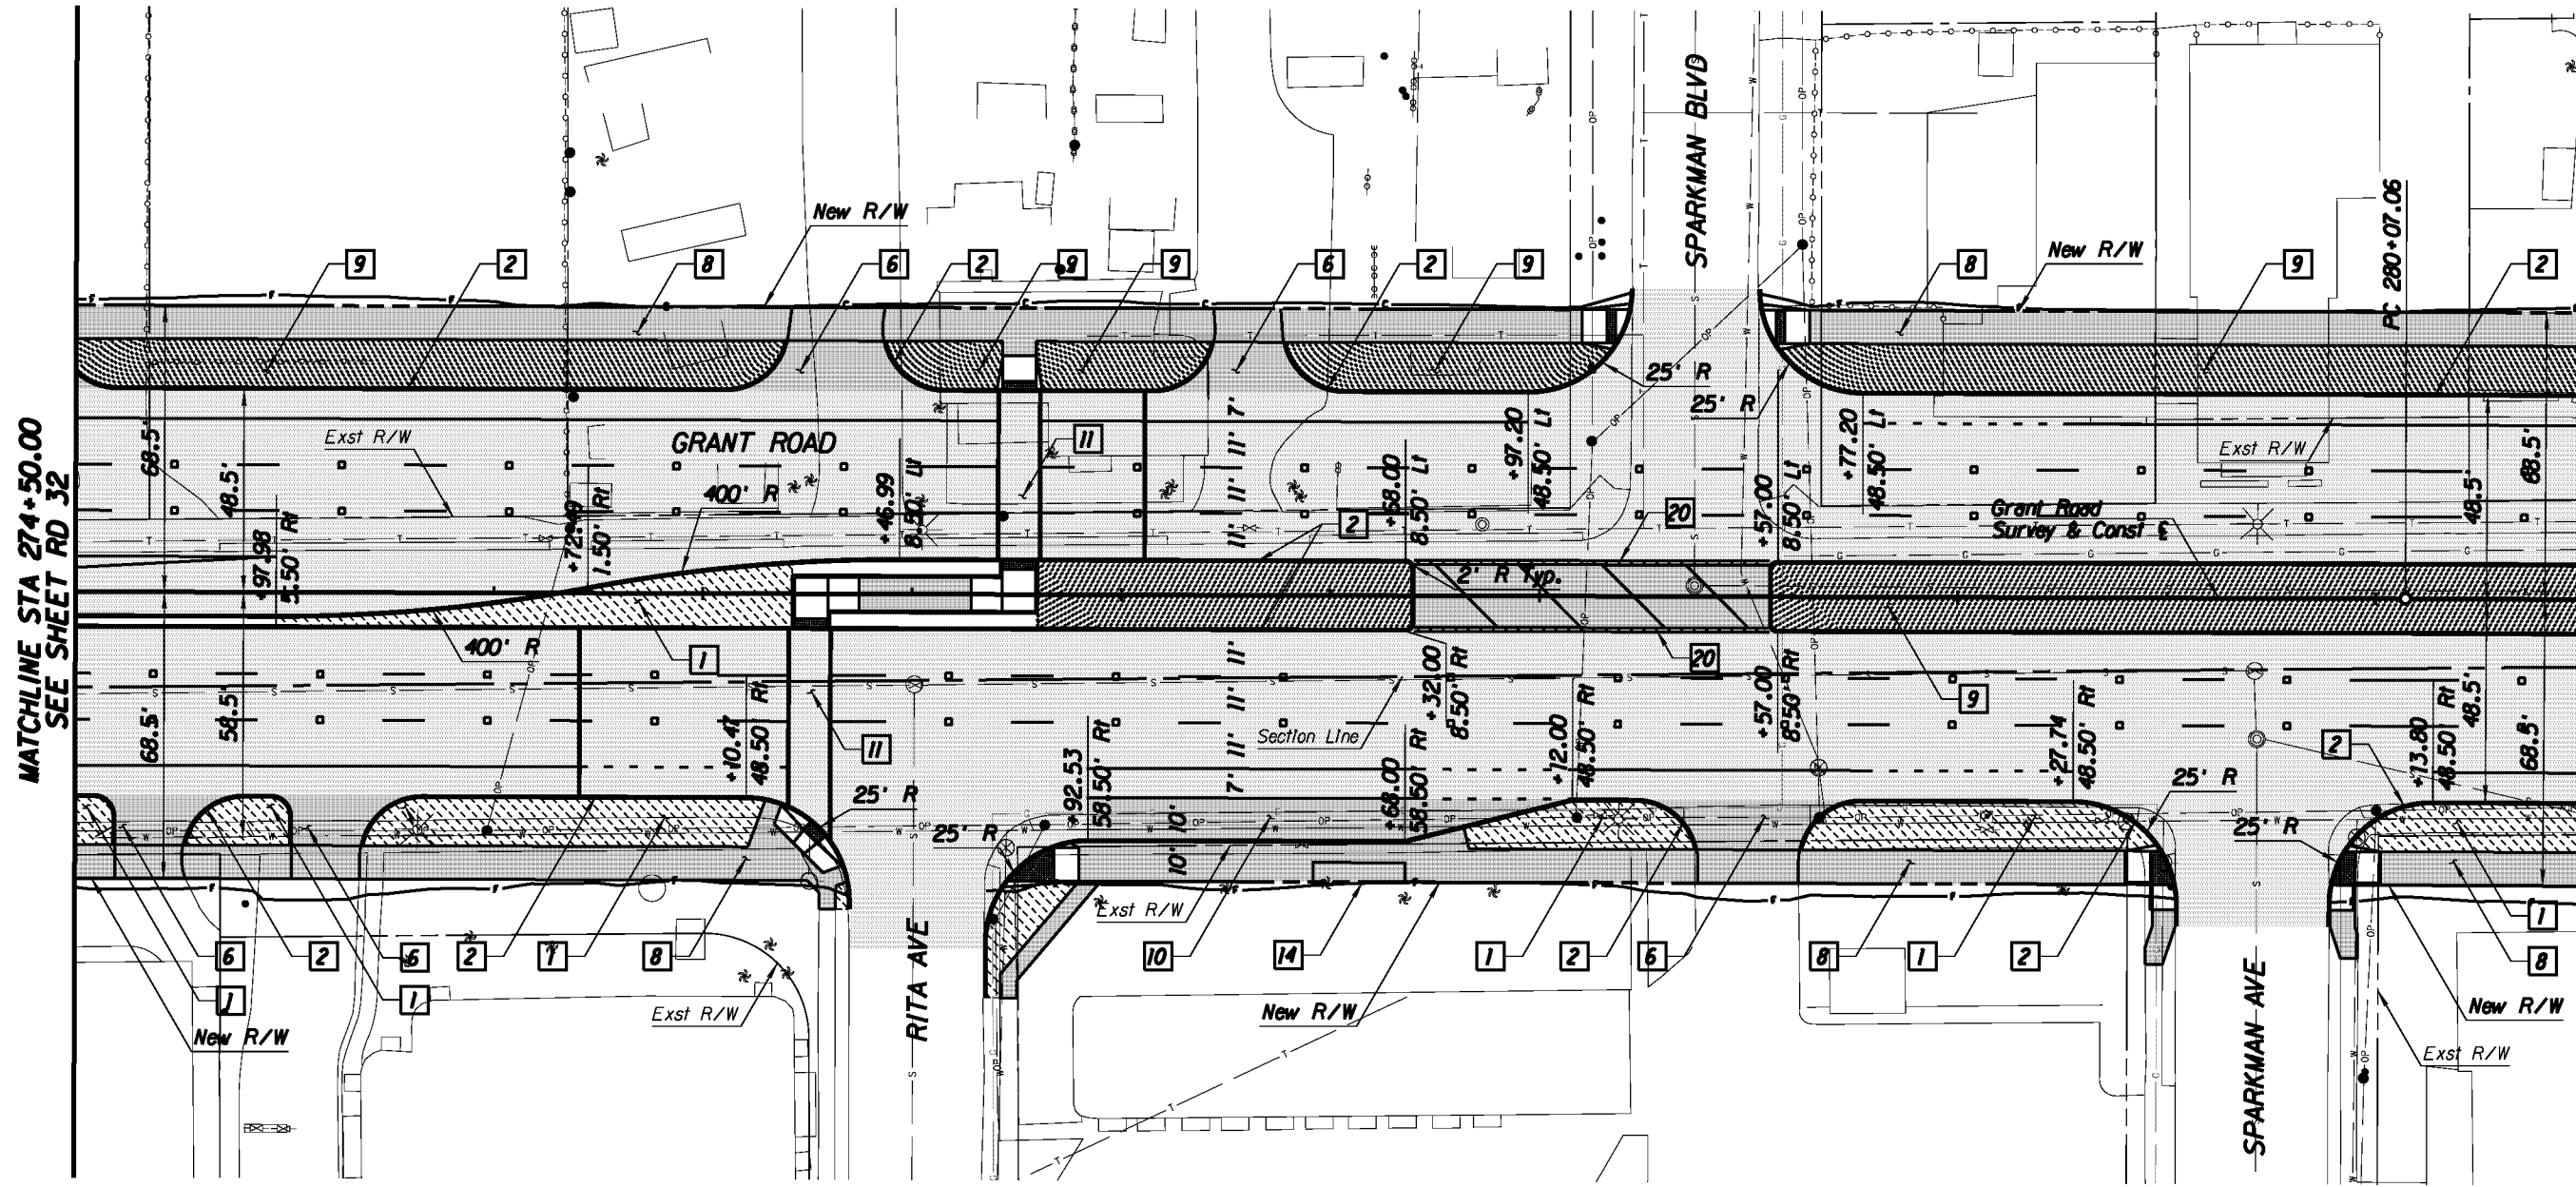 MATCHLINE STA 274+50.00
SEE SHEET RD 32
SPARKMAN BLVD
PC 280+07.06
New R/W
New R/W
9
2
8
6
2
9
9
6
2
9
8
9
2
25' R
25' R
68.5'
48.5'
Exst R/W
GRANT ROAD
400' R
11
+97.98
5.50' Rt
+72.49
1.50' Rt
+46.99
8.50' Lt
7'
11'
11'
11'
2
+68.00
8.50' Lt
+97.20
48.50' Lt
20
+57.00
8.50' Lt
+77.20
48.50' Lt
Exst R/W
Grant Road
Survey & Const ℄
48.5'
68.5'
2' R Typ.
400' R
1
20
9
68.5'
58.5'
+10.47
48.50' Rt
11
11'
11'
11'
7'
10'
10'
Section Line
+92.53
58.50' Rt
+68.00
58.50' Rt
+32.00
8.50' Rt
+12.00
48.50' Rt
+57.00
8.50' Rt
+27.74
48.50' Rt
2
+13.80
48.50' Rt
48.5'
68.5'
25' R
25' R
25' R
25' R
Exst R/W
6
2
6
2
1
8
10
14
1
2
6
8
1
2
1
8
1
1
New R/W
Exst R/W
RITA AVE
New R/W
SPARKMAN AVE
New R/W
Exst R/W